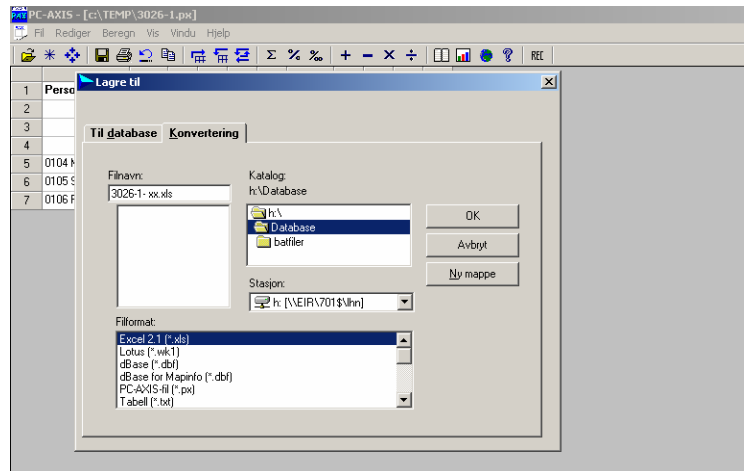 PC-AXIS - [c:\TEMP\3026-1.px]
Fil Rediger Beregn Vis Vindu Hjelp
Σ % ‰ + − × ÷ ?
Lagre til
1 Perso
2
3
4
5 0104 M
6 0105 S
7 0106 F
Til database Konvertering
Filnavn:
3026-1- xx.xls
Katalog:
h:\Database
h:\
Database
batfiler
OK
Avbryt
Ny mappe
Stasjon:
h: [\\EIR\701$\lhn]
Filformat:
Excel 2.1 (*.xls)
Lotus (*.wk1)
dBase (*.dbf)
dBase for Mapinfo (*.dbf)
PC-AXIS-fil (*.px)
Tabell (*.txt)